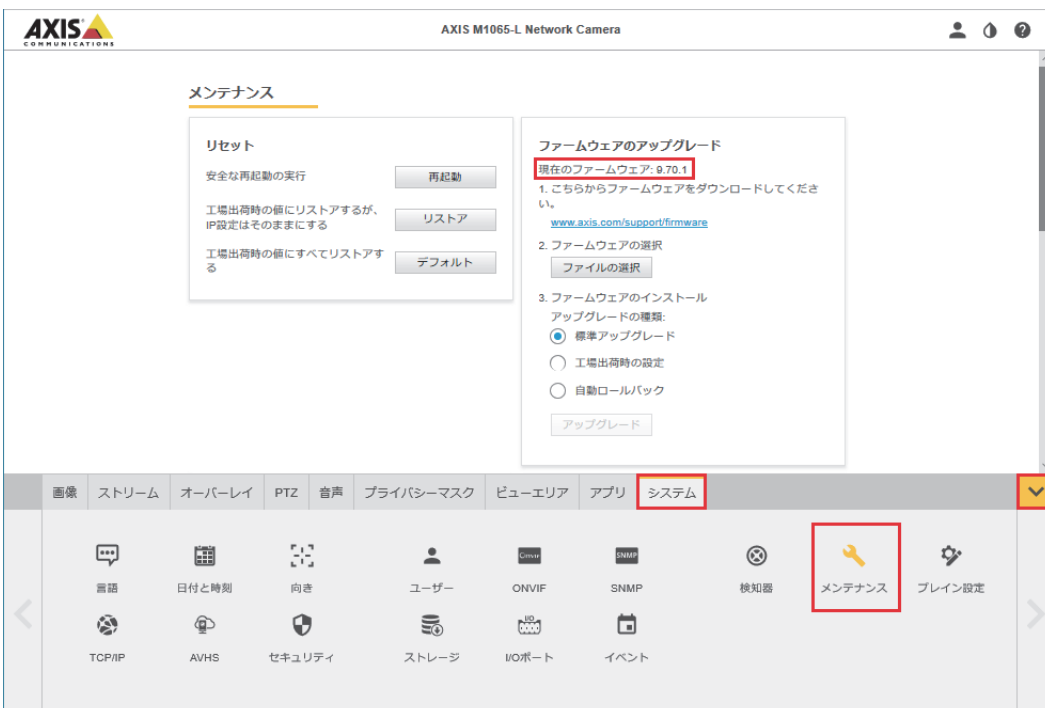 AXIS
COMMUNICATIONS
AXIS M1065-L Network Camera
メンテナンス
リセット
安全な再起動の実行
再起動
工場出荷時の値にリストアするが、
IP設定はそのままにする
リストア
工場出荷時の値にすべてリストアす
る
デフォルト
ファームウェアのアップグレード
現在のファームウェア: 9.70.1
1. こちらからファームウェアをダウンロードしてくださ
い。
www.axis.com/support/firmware
2. ファームウェアの選択
ファイルの選択
3. ファームウェアのインストール
アップグレードの種類:
標準アップグレード
工場出荷時の設定
自動ロールバック
アップグレード
画像 ストリーム オーバーレイ PTZ 音声 プライバシーマスク ビューエリア アプリ システム
言語 日付と時刻 向き ユーザー ONVIF SNMP 検知器 メンテナンス プレイン設定
TCP/IP AVHS セキュリティ ストレージ I/Oポート イベント